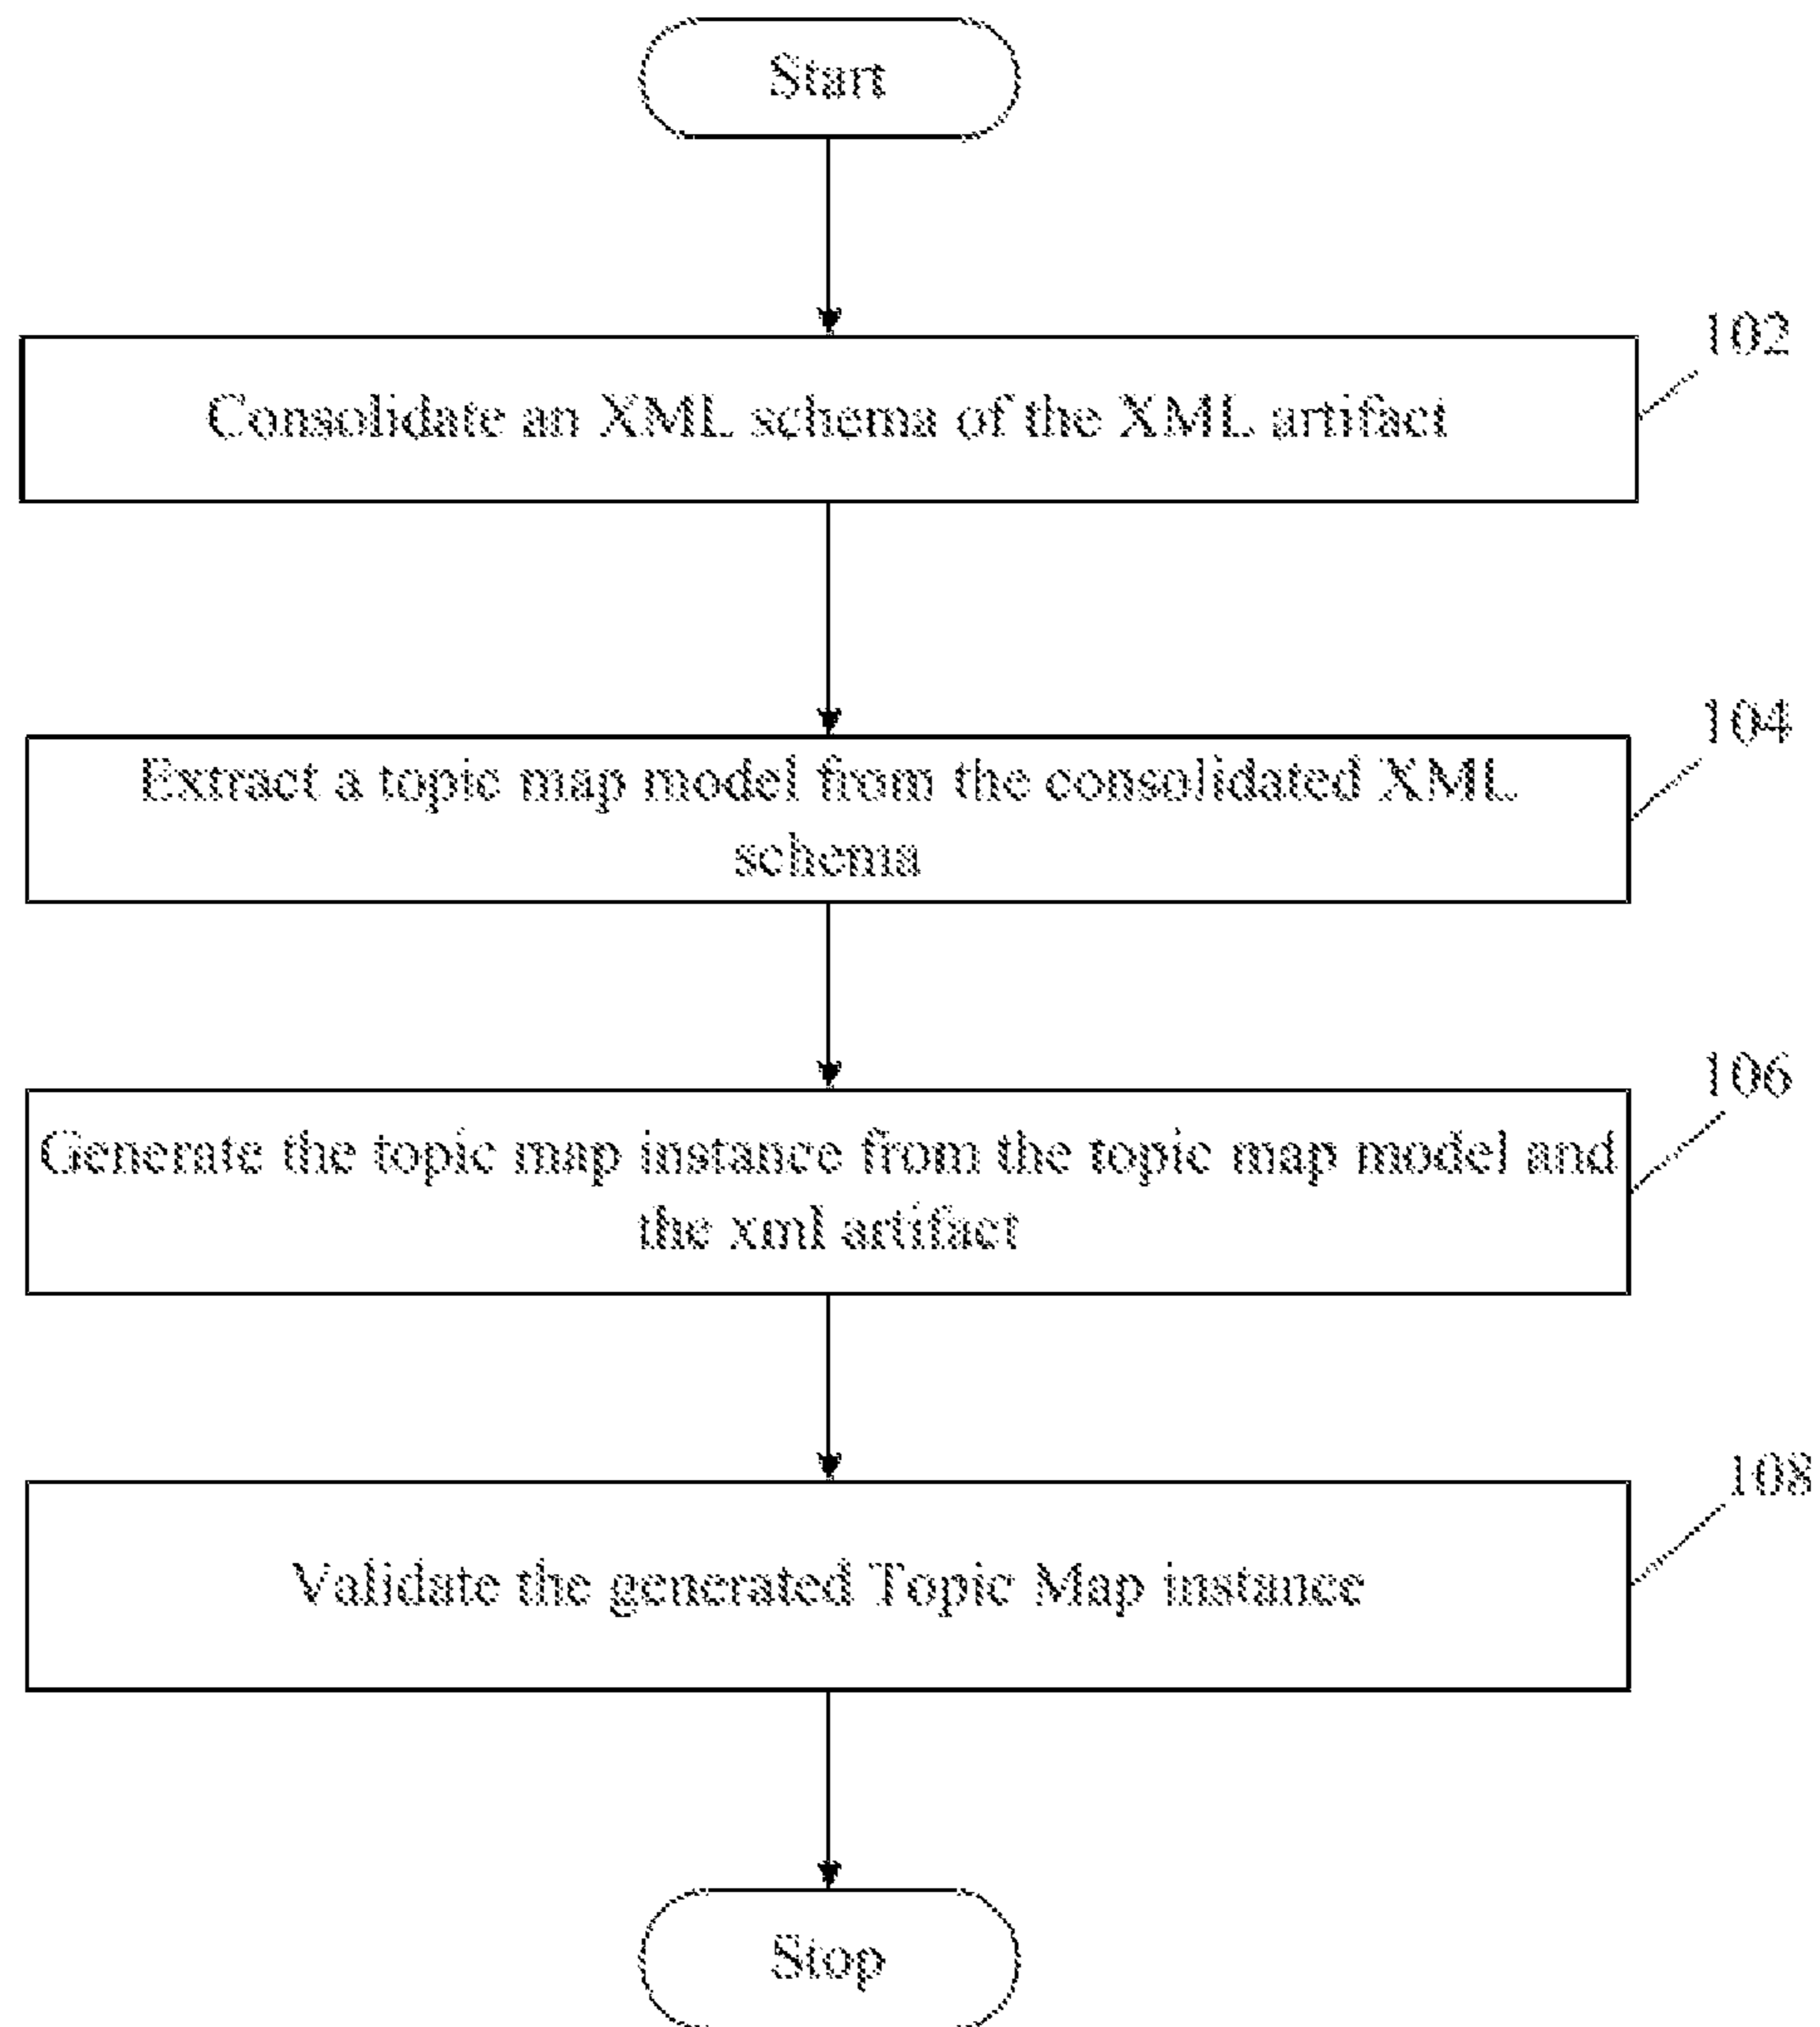 Start
102
Consolidate an XML schema of the XML artifact
104
Extract a topic map model from the consolidated XML
schema
106
Generate the topic map instance from the topic map model and
the xml artifact
108
Validate the generated Topic Map instance
Stop